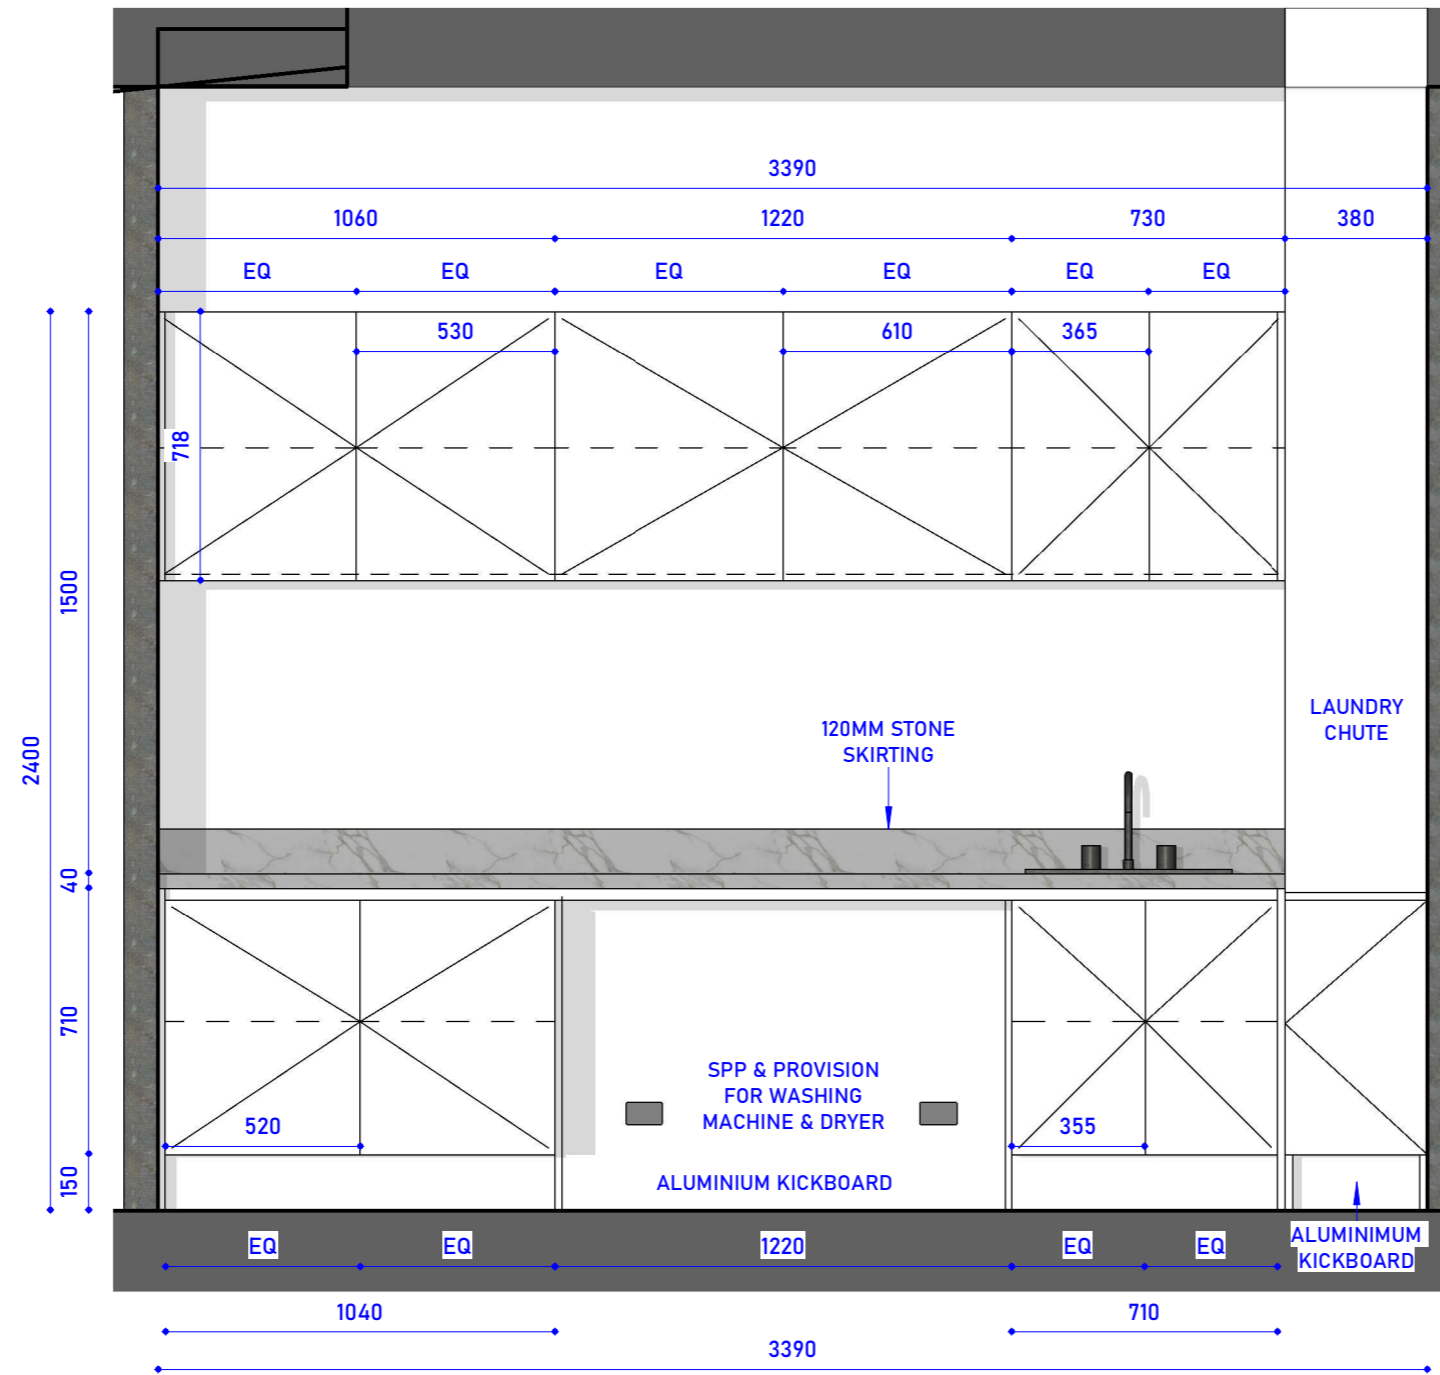 3390
1060
1220
730
380
EQ
EQ
EQ
EQ
EQ
EQ
530
610
365
718
1500
2400
LAUNDRY
CHUTE
120MM STONE
SKIRTING
40
710
SPP & PROVISION
FOR WASHING
MACHINE & DRYER
520
355
150
ALUMINIUM KICKBOARD
ALUMINIMUM
KICKBOARD
EQ
EQ
1220
EQ
EQ
1040
710
3390